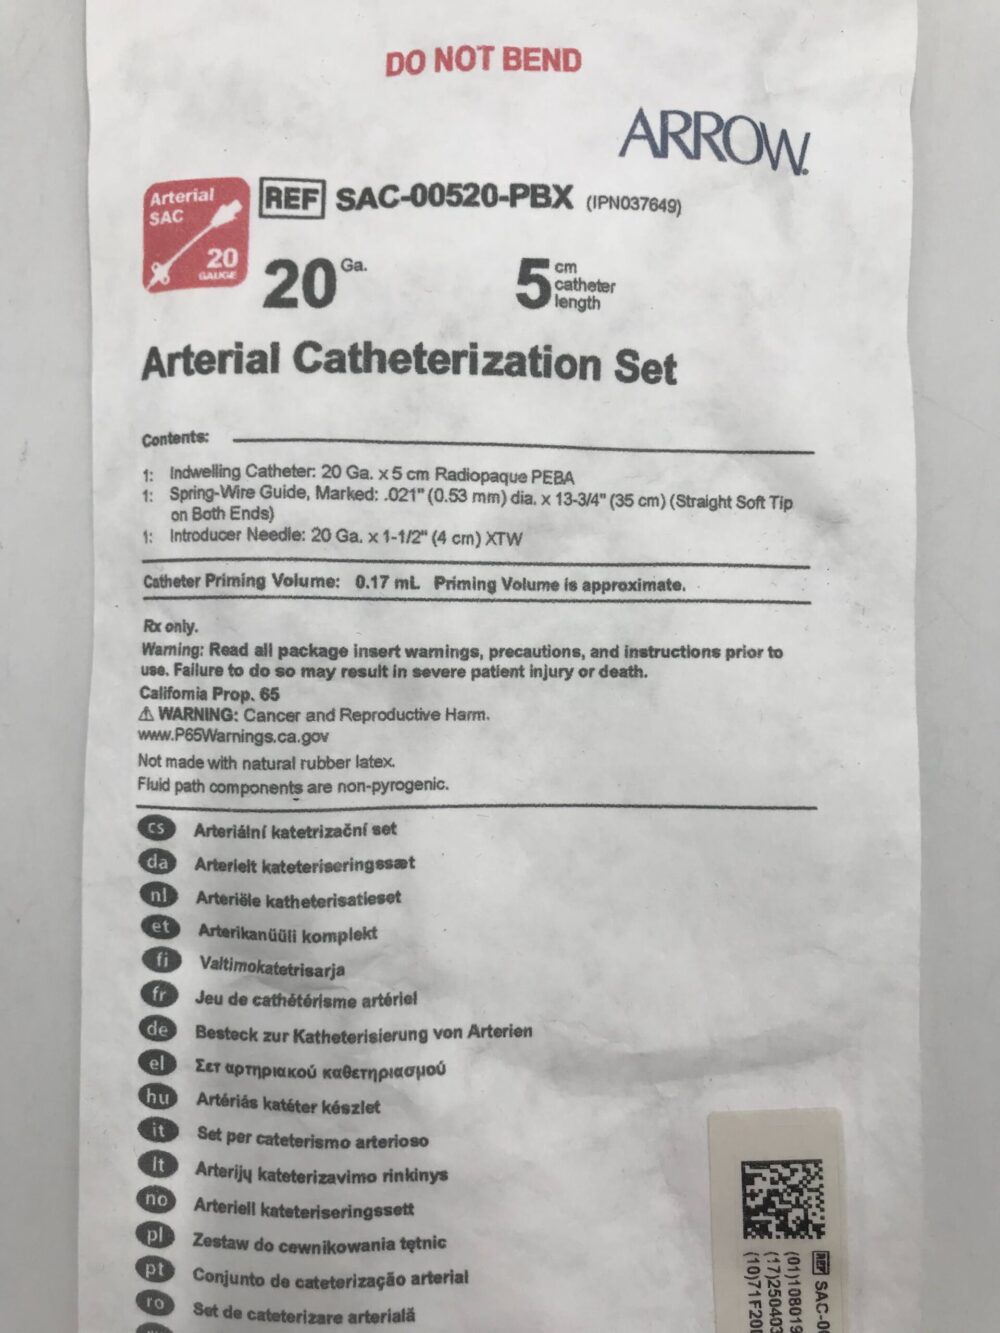 DO NOT BEND
ARROW
Arterial
SAC
20
GAUGE
REF SAC-00520-PBX (IPN037649)
20 Ga.
5 cm
catheter
length
Arterial Catheterization Set
Contents:
1: Indwelling Catheter: 20 Ga. x 5 cm Radiopaque PEBA
1: Spring-Wire Guide, Marked: .021" (0.53 mm) dia. x 13-3/4" (35 cm) (Straight Soft Tip
on Both Ends)
1: Introducer Needle: 20 Ga. x 1-1/2" (4 cm) XTW
Catheter Priming Volume: 0.17 mL Priming Volume is approximate.
Rx only.
Warning: Read all package insert warnings, precautions, and instructions prior to
use. Failure to do so may result in severe patient injury or death.
California Prop. 65
⚠ WARNING: Cancer and Reproductive Harm.
www.P65Warnings.ca.gov
Not made with natural rubber latex.
Fluid path components are non-pyrogenic.
cs Arteriální katetrizační set
da Arterielt kateteriseringssæt
nl Arteriële katheterisatieset
et Arterikanüüli komplekt
fi Valtimokatetrisarja
fr Jeu de cathétérisme artériel
de Besteck zur Katheterisierung von Arterien
el Σετ αρτηριακού καθετηριασμού
hu Artériás katéter készlet
it Set per cateterismo arterioso
lt Arterijų kateterizavimo rinkinys
no Arteriell kateteriseringssett
pl Zestaw do cewnikowania tętnic
pt Conjunto de cateterização arterial
ro Set de cateterizare arterială
REF SAC-0
(01)108019
(17)250403
(10)71F20